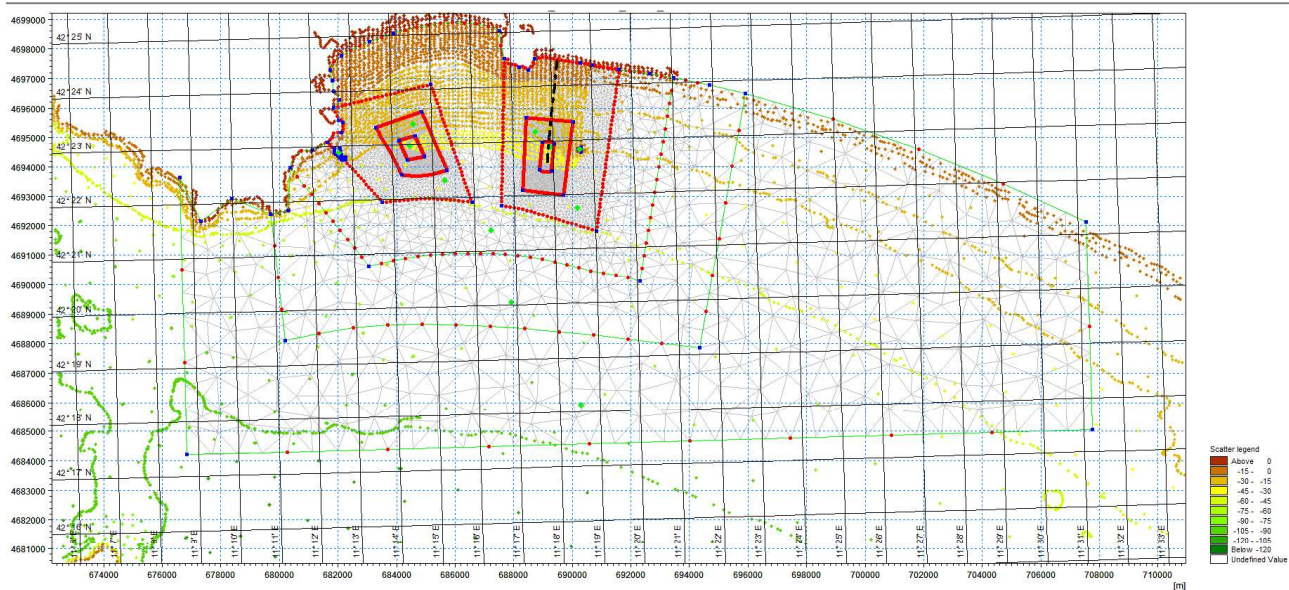 4699000
42°25' N
4698000
4697000
42°24' N
4696000
4695000
42°23' N
4694000
4693000
42°22' N
4692000
4691000
42°21' N
4690000
4689000
42°20' N
4688000
4687000
42°19' N
4686000
42°18' N
4685000
4684000
42°17' N
4683000
4682000
42°16' N
4681000
11°7' E
11°8' E
11°9' E
11°10' E
11°11' E
11°12' E
11°13' E
11°14' E
11°15' E
11°16' E
11°17' E
11°18' E
11°19' E
11°20' E
11°21' E
11°22' E
11°23' E
11°24' E
11°25' E
11°26' E
11°27' E
11°28' E
11°29' E
11°30' E
11°31' E
11°32' E
11°33' E
674000 676000 678000 680000 682000 684000 686000 688000 690000 692000 694000 696000 698000 700000 702000 704000 706000 708000 710000
[m]
Scatter legend
Above 0
-15 - 0
-30 - -15
-45 - -30
-60 - -45
-75 - -60
-90 - -75
-105 - -90
-120 - -105
Below -120
Undefined Value